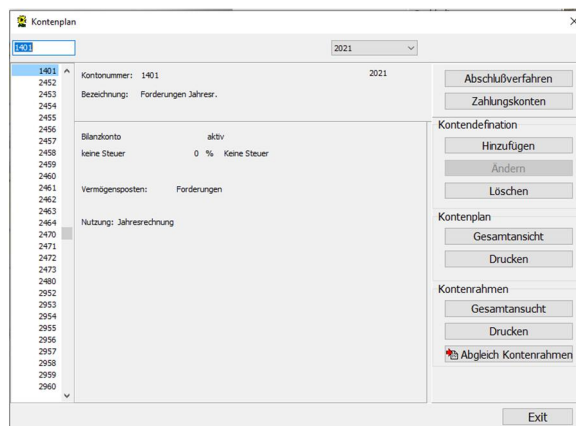 Kontenplan
1401
2021
1401
2452
2453
2454
2455
2456
2457
2458
2459
2460
2461
2462
2463
2464
2470
2471
2472
2473
2480
2952
2953
2954
2955
2956
2957
2958
2959
2960
Kontonummer: 1401 2021
Bezeichnung: Forderungen Jahresr.
Bilanzkonto aktiv
keine Steuer 0 % Keine Steuer
Vermögensposten: Forderungen
Nutzung: Jahresrechnung
Abschlußverfahren
Zahlungskonten
Kontendefination
Hinzufügen
Ändern
Löschen
Kontenplan
Gesamtansicht
Drucken
Kontenrahmen
Gesamtansucht
Drucken
Abgleich Kontenrahmen
Exit